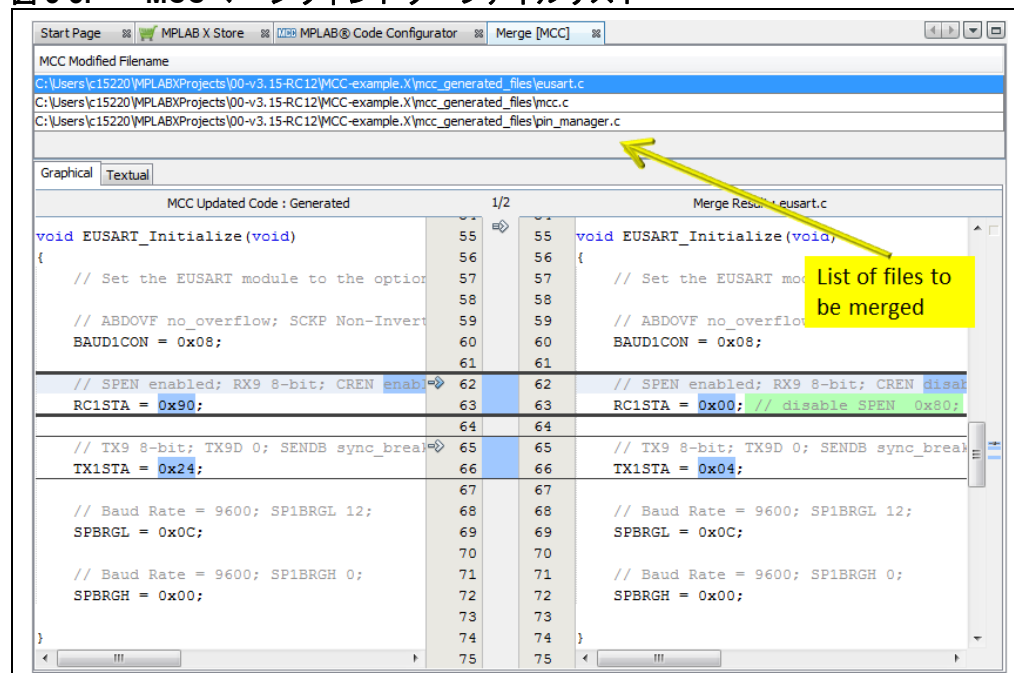 Start Page MPLAB X Store MPLAB® Code Configurator Merge [MCC]
MCC Modified Filename
C:\Users\c15220\MPLABXProjects\00-v3.15-RC12\MCC-example.X\mcc_generated_files\eusart.c
C:\Users\c15220\MPLABXProjects\00-v3.15-RC12\MCC-example.X\mcc_generated_files\mcc.c
C:\Users\c15220\MPLABXProjects\00-v3.15-RC12\MCC-example.X\mcc_generated_files\pin_manager.c
Graphical Textual
MCC Updated Code : Generated 1/2 Merge Result : eusart.c
void EUSART_Initialize(void) 55 55 void EUSART_Initialize(void)
{ 56 56 {
// Set the EUSART module to the option 57 57 // Set the EUSART mo
58 58
// ABDOVF no_overflow; SCKP Non-Invert 59 59 // ABDOVF no_overflow
BAUD1CON = 0x08; 60 60 BAUD1CON = 0x08;
61 61
// SPEN enabled; RX9 8-bit; CREN enabl 62 62 // SPEN enabled; RX9 8-bit; CREN disab
RC1STA = 0x90; 63 63 RC1STA = 0x00; // disable SPEN 0x80;
64 64
// TX9 8-bit; TX9D 0; SENDB sync_breal 65 65 // TX9 8-bit; TX9D 0; SENDB sync_break
TX1STA = 0x24; 66 66 TX1STA = 0x04;
67 67
// Baud Rate = 9600; SP1BRGL 12; 68 68 // Baud Rate = 9600; SP1BRGL 12;
SPBRGL = 0x0C; 69 69 SPBRGL = 0x0C;
70 70
// Baud Rate = 9600; SP1BRGH 0; 71 71 // Baud Rate = 9600; SP1BRGH 0;
SPBRGH = 0x00; 72 72 SPBRGH = 0x00;
73 73
} 74 74 }
75 75
List of files to
be merged